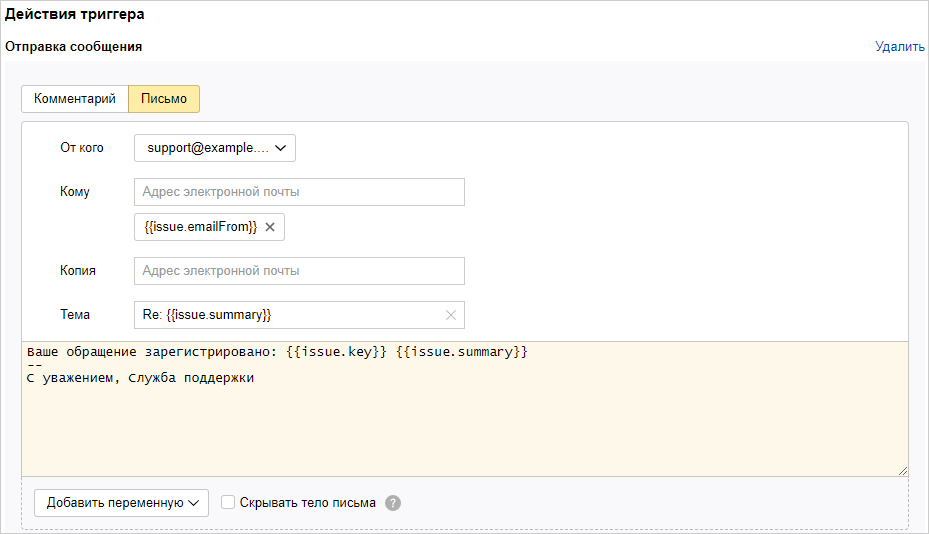 Действия триггера
Отправка сообщения Удалить
Комментарий Письмо
От кого support@example....
Кому Адрес электронной почты
{{issue.emailFrom}}
Копия Адрес электронной почты
Тема Re: {{issue.summary}}
Ваше обращение зарегистрировано: {{issue.key}} {{issue.summary}}
--
С уважением, Служба поддержки
Добавить переменную Скрывать тело письма ?